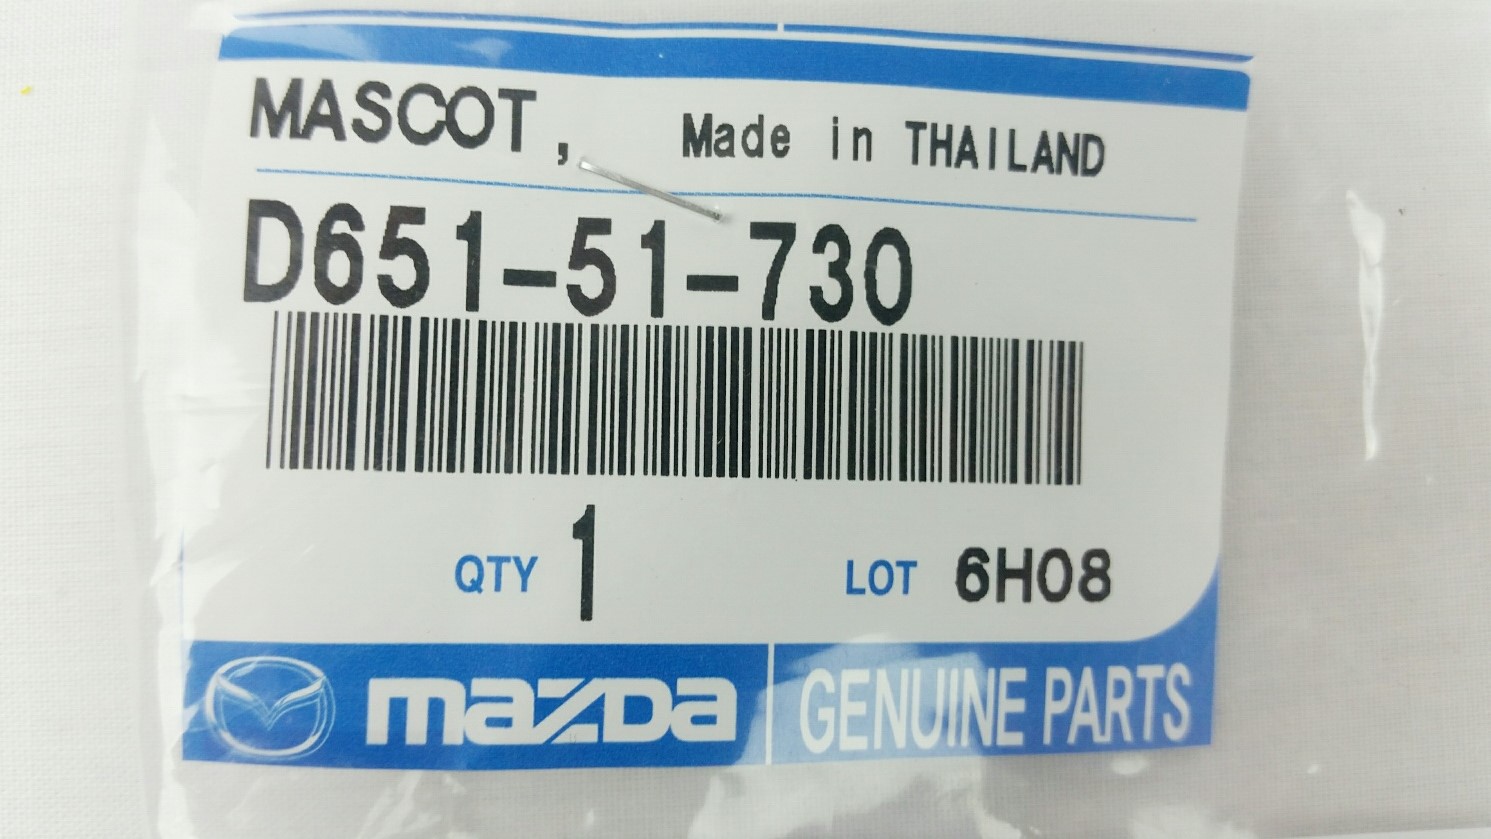 MASCOT, Made in THAILAND
D651-51-730
QTY 1 LOT 6H08
mazda GENUINE PARTS